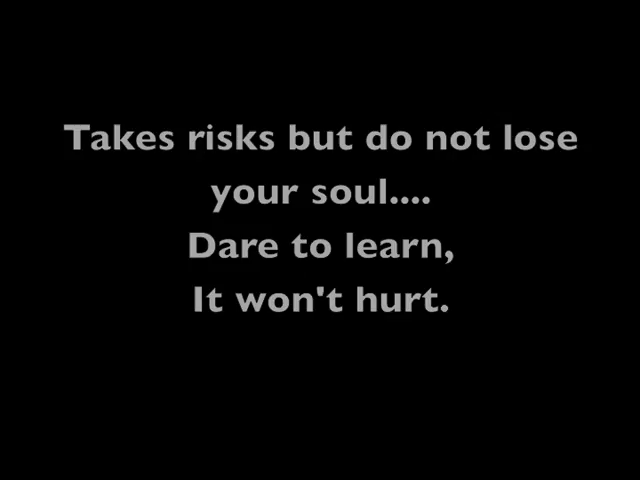 Takes risks but do not lose
your soul....
Dare to learn,
It won't hurt.